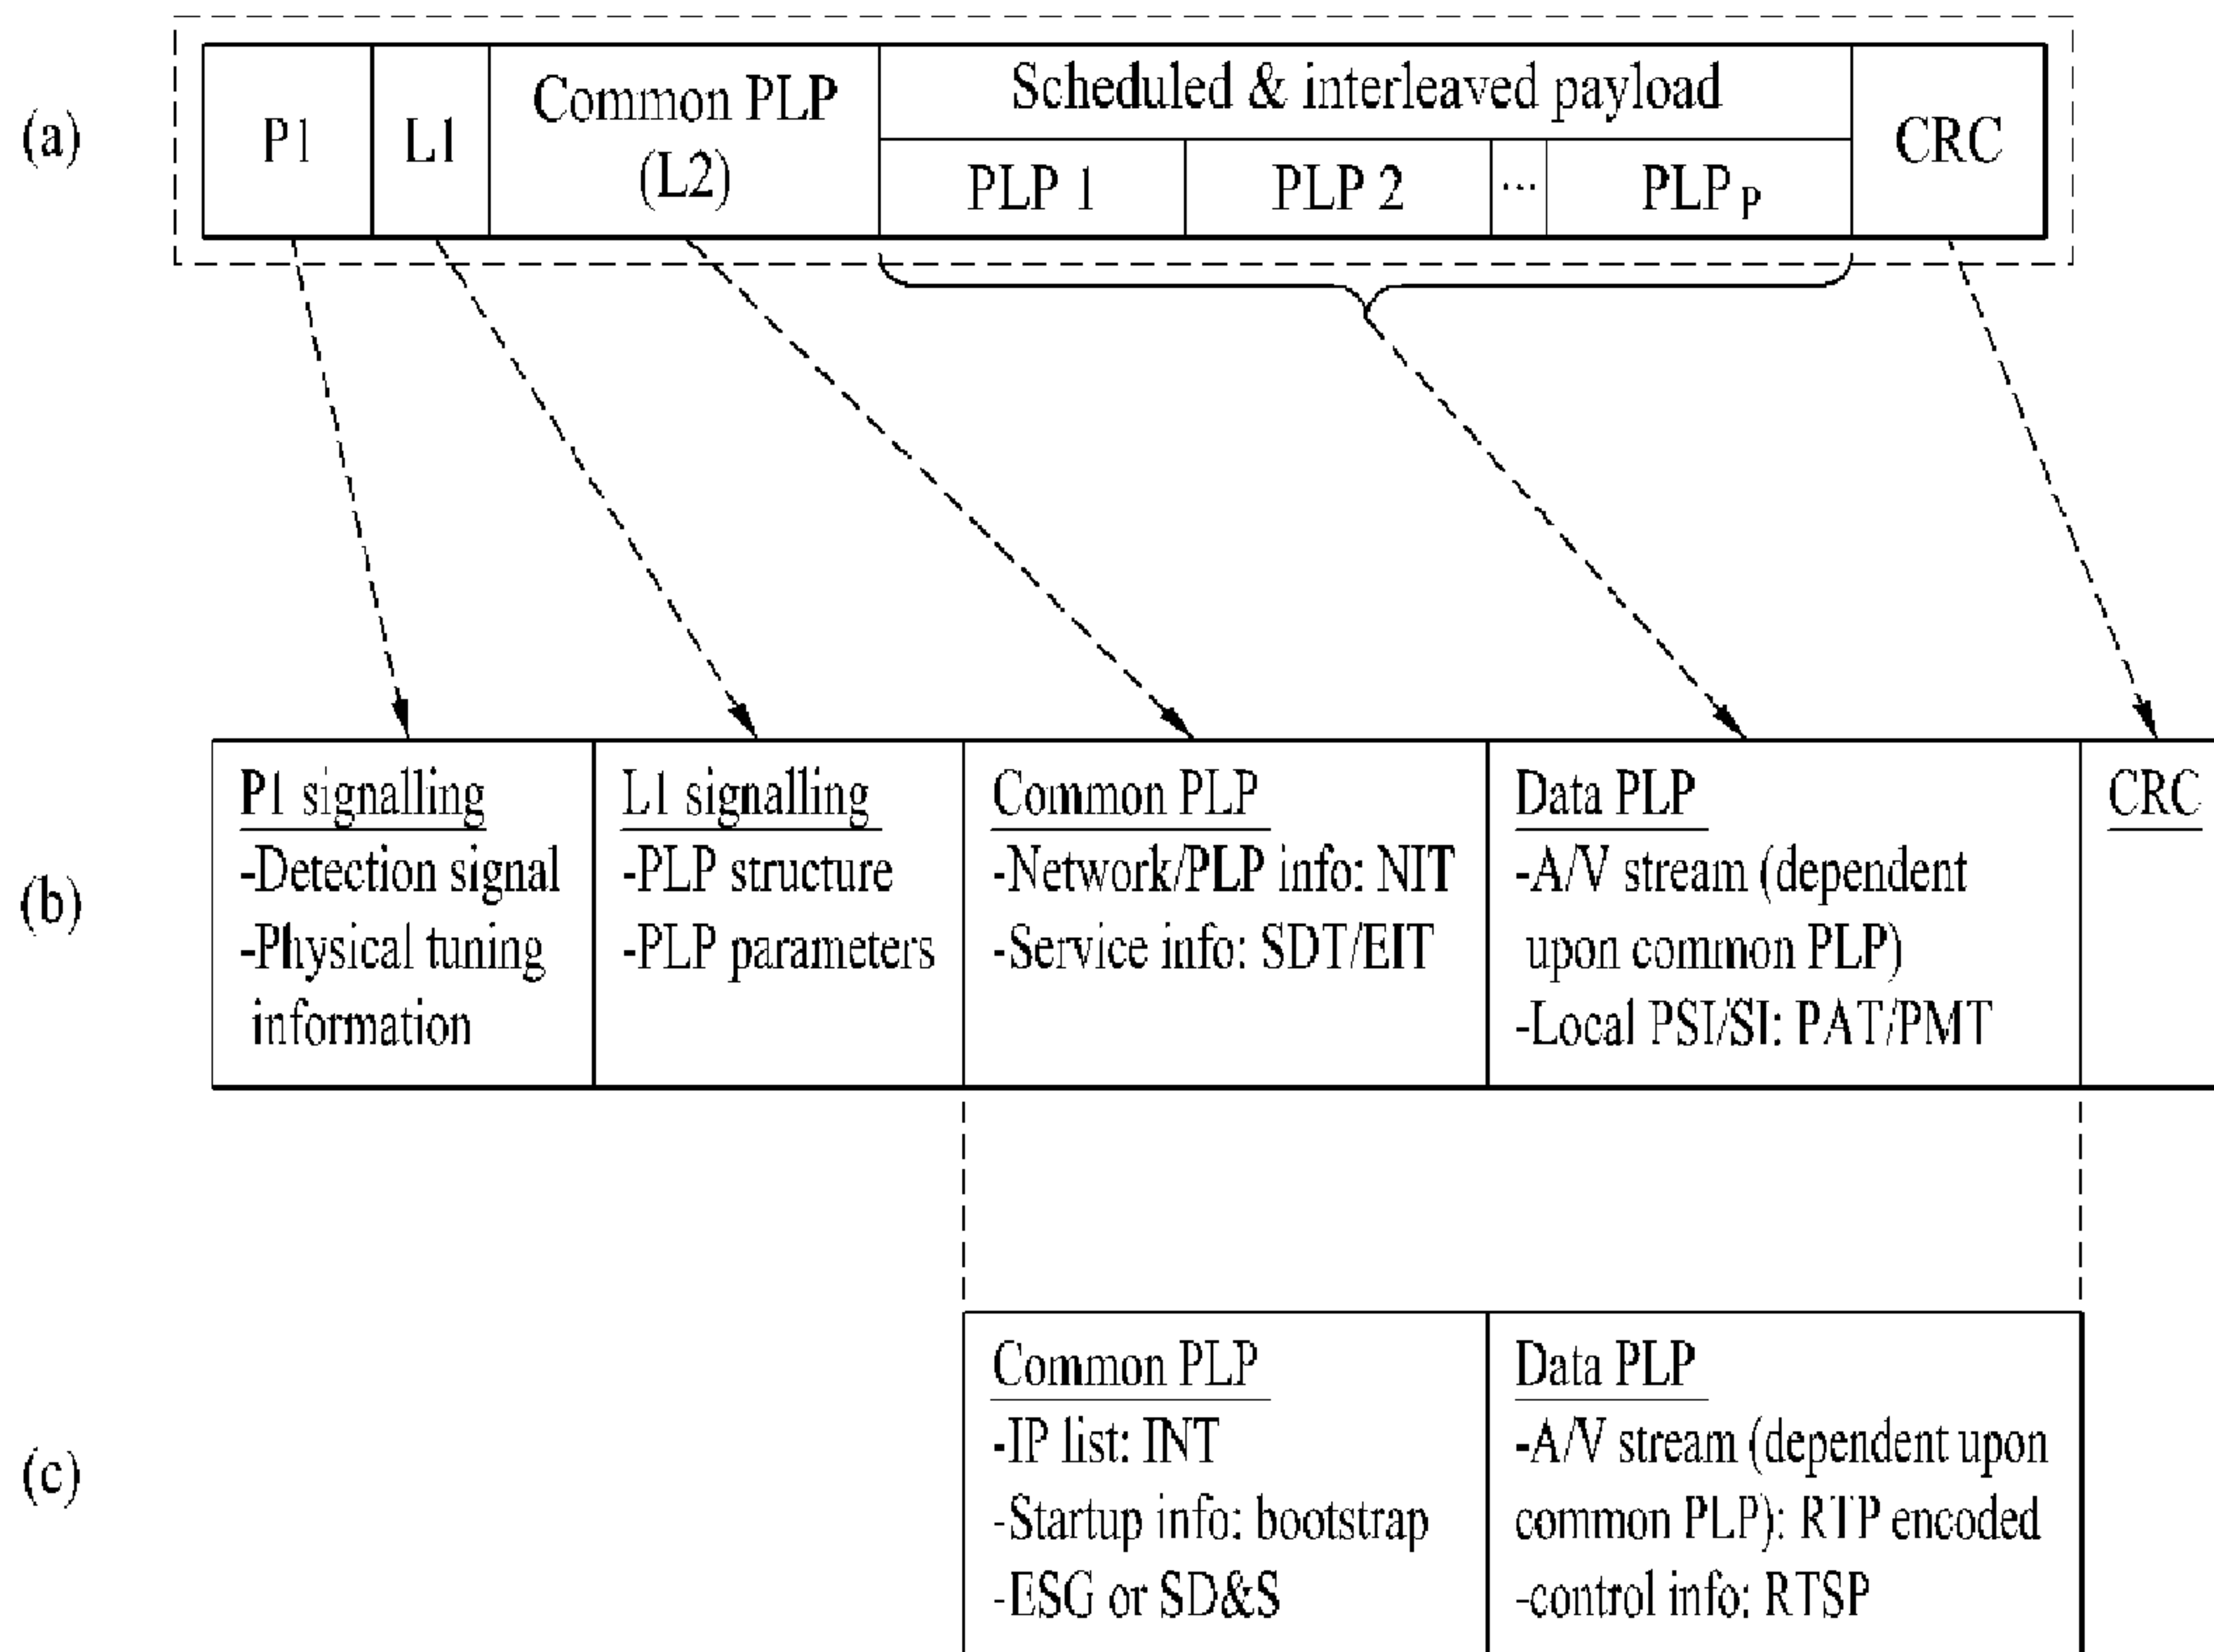 (a)
P1
L1
Common PLP
(L2)
Scheduled & interleaved payload
PLP 1
PLP 2
...
PLP P
CRC
(b)
P1 signalling
-Detection signal
-Physical tuning
information
L1 signalling
-PLP structure
-PLP parameters
Common PLP
-Network/PLP info: NIT
-Service info: SDT/EIT
Data PLP
-A/V stream (dependent
upon common PLP)
-Local PSI/SI: PAT/PMT
CRC
(c)
Common PLP
-IP list: INT
-Startup info: bootstrap
-ESG or SD&S
Data PLP
-A/V stream (dependent upon
common PLP): RTP encoded
-control info: RTSP